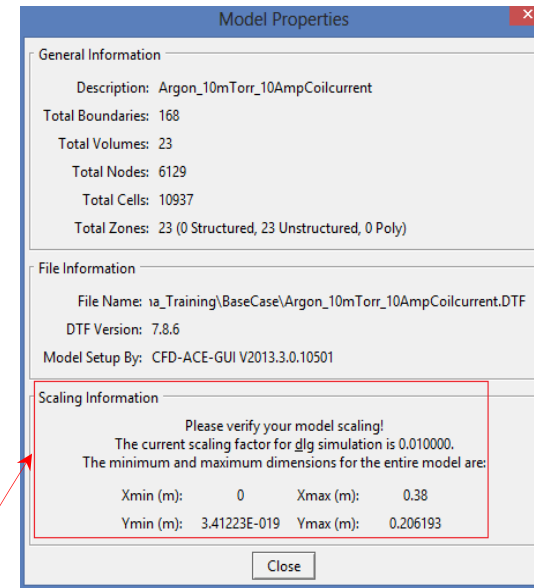 Model Properties
General Information
Description: Argon_10mTorr_10AmpCoilcurrent
Total Boundaries: 168
Total Volumes: 23
Total Nodes: 6129
Total Cells: 10937
Total Zones: 23 (0 Structured, 23 Unstructured, 0 Poly)
File Information
File Name: ıa_Training\BaseCase\Argon_10mTorr_10AmpCoilcurrent.DTF
DTF Version: 7.8.6
Model Setup By: CFD-ACE-GUI V2013.3.0.10501
Scaling Information
Please verify your model scaling!
The current scaling factor for dlg simulation is 0.010000.
The minimum and maximum dimensions for the entire model are:
Xmin (m): 0 Xmax (m): 0.38
Ymin (m): 3.41223E-019 Ymax (m): 0.206193
Close